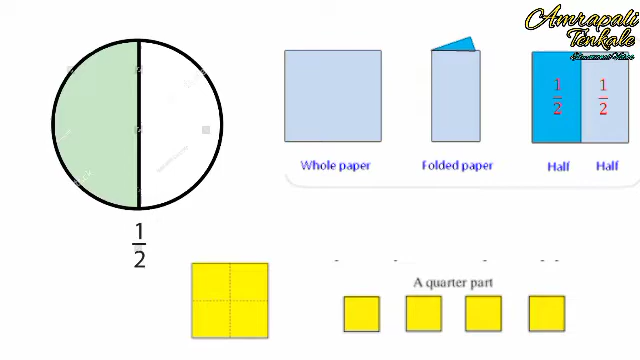 Amrapali
Tenkale
1
2
1
2
1
2
Whole paper
Folded paper
Half
Half
A quarter part